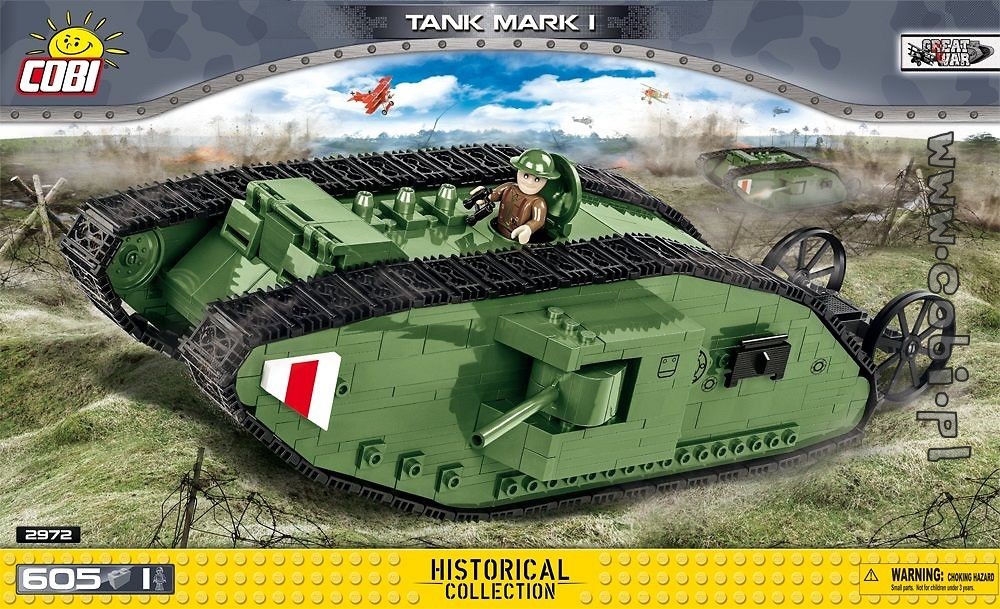 TANK MARK I
COBI
GREAT WAR
www.cobi.pl
2972
605 1
HISTORICAL
COLLECTION
WARNING: CHOKING HAZARD
Small parts. Not for children under 3 years.